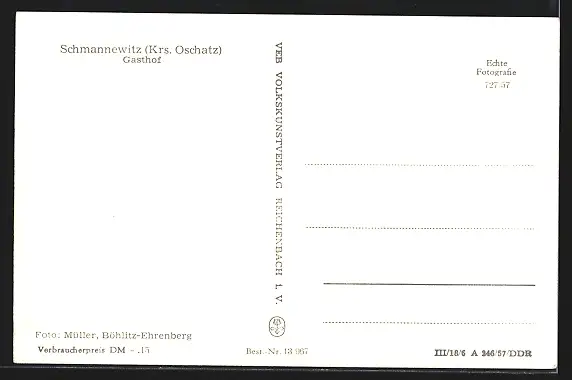 Schmannewitz (Krs. Oschatz)
Gasthof
VEB VOLKSKUNSTVERLAG REICHENBACH i. V.
Echte
Fotografie
727 57
Foto: Müller, Böhlitz-Ehrenberg
Verbraucherpreis DM -.15
Best.-Nr. 13 967
III/18/6 A 346/57/DDR